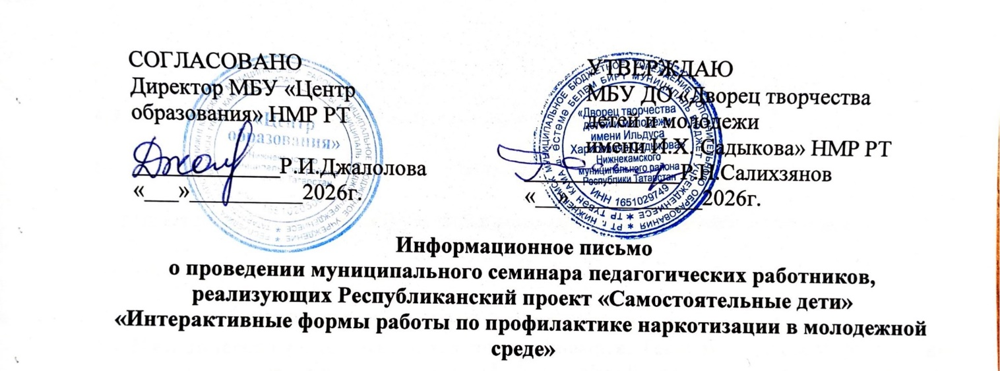 СОГЛАСОВАНО
Директор МБУ «Центр
образования» НМР РТ
___________Р.И.Джалолова
«___»__________2026г.
УТВЕРЖДАЮ
МБУ ДО «Дворец творчества
детей и молодежи
имени И.Х. Садыкова» НМР РТ
______________Р.Н.Салихзянов
«___»____________2026г.
«Центр
образования»
«Дворец творчества
детей и молодежи
имени Ильдуса
Харисовича Садыкова»
Нижнекамского
муниципального района
Республики Татарстан
ИНН 1651029749
Информационное письмо
о проведении муниципального семинара педагогических работников,
реализующих Республиканский проект «Самостоятельные дети»
«Интерактивные формы работы по профилактике наркотизации в молодежной
среде»